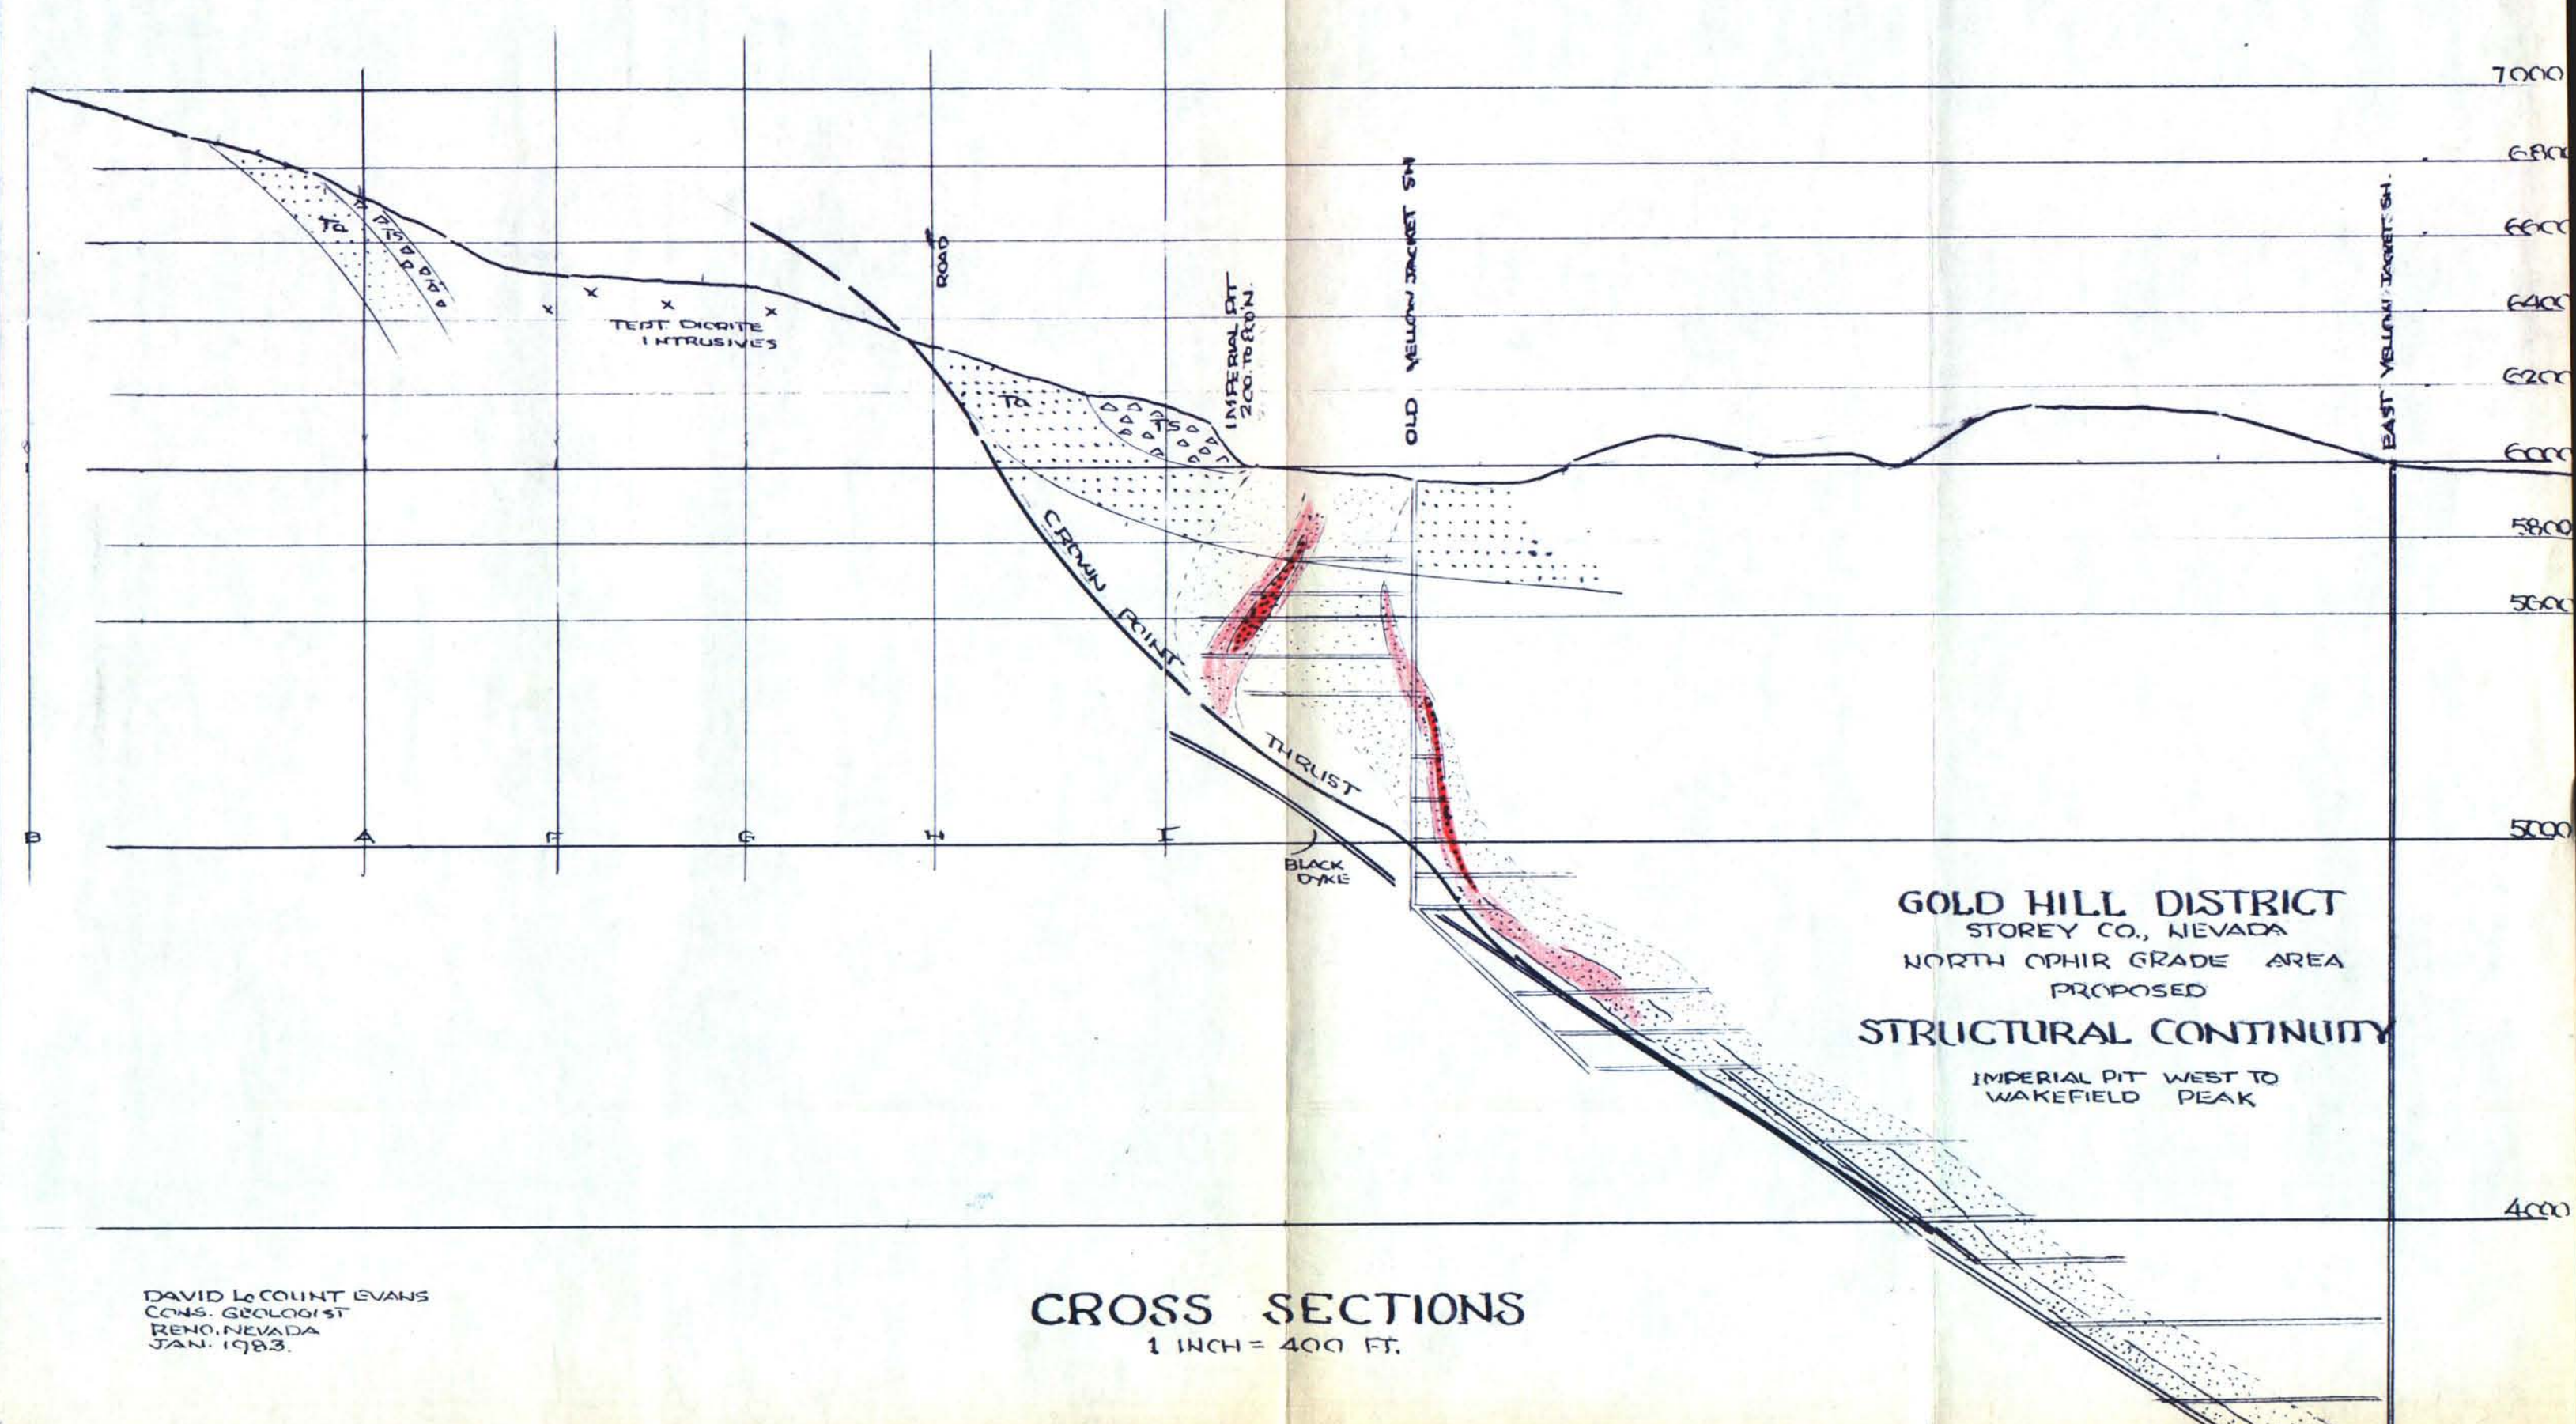 7000
6800
6600
6400
6200
6000
5800
5600
5000
4000
Ta
TS
ROAD
IMPERIAL PIT
200. TO 800'N.
OLD YELLOW JACKET SH
EAST YELLOW JACKET SH.
TERT DIORITE
INTRUSIVES
Ta
TS
CROWN POINT THRUST
B A F G H I
BLACK
DYKE
GOLD HILL DISTRICT
STOREY CO., NEVADA
NORTH OPHIR GRADE AREA
PROPOSED
STRUCTURAL CONTINUITY
IMPERIAL PIT WEST TO
WAKEFIELD PEAK
DAVID LeCOUNT EVANS
CONS. GEOLOGIST
RENO, NEVADA
JAN. 1983.
CROSS SECTIONS
1 INCH = 400 FT.